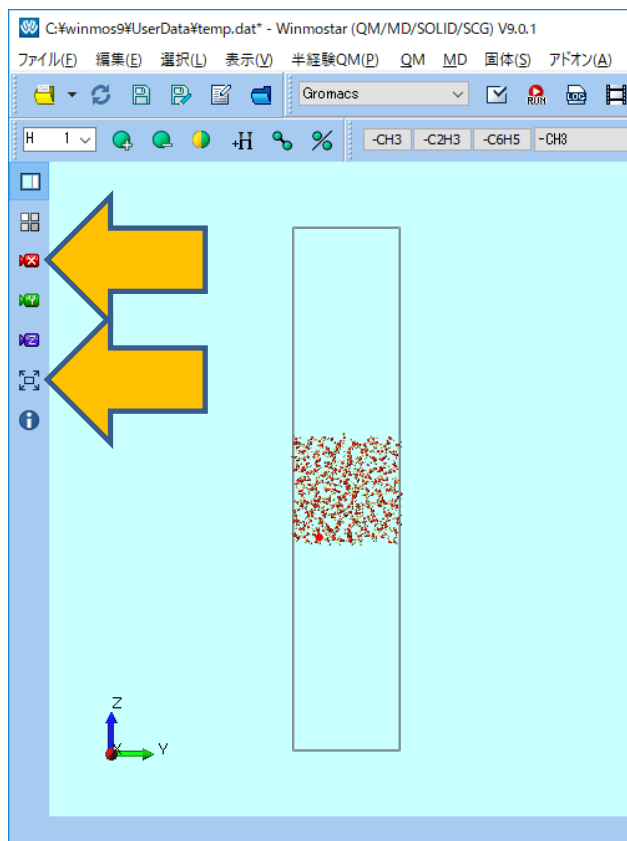 C:¥winmos9¥UserData¥temp.dat* - Winmostar (QM/MD/SOLID/SCG) V9.0.1
ファイル(F) 編集(E) 選択(L) 表示(V) 半経験QM(P) QM MD 固体(S) アドオン(A)
Gromacs RUN LOG
H 1 +H % -CH3 -C2H3 -C6H5 -CH3
X
Y
Z
Z
X Y